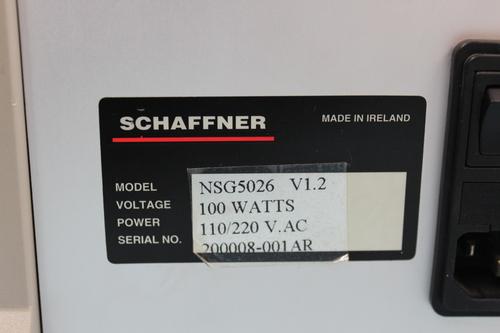 SCHAFFNER MADE IN IRELAND
MODEL NSG5026 V1.2
VOLTAGE 100 WATTS
POWER 110/220 V.AC
SERIAL NO. 200008-001AR